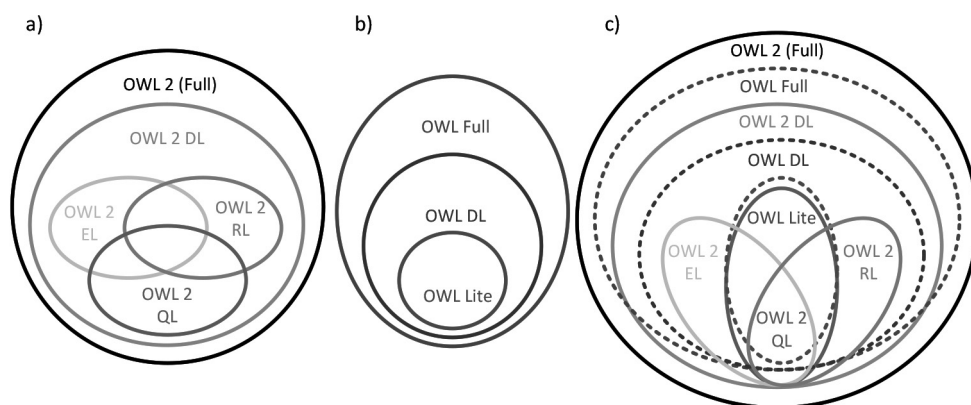 a)
OWL 2 (Full)
OWL 2 DL
OWL 2
EL
OWL 2
RL
OWL 2
QL
b)
OWL Full
OWL DL
OWL Lite
c)
OWL 2 (Full)
OWL Full
OWL 2 DL
OWL DL
OWL Lite
OWL 2
EL
OWL 2
RL
OWL 2
QL